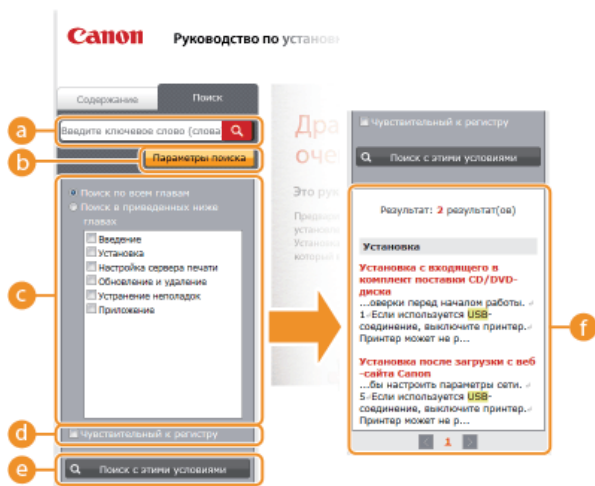 Canon
Руководство по установ
Содержание
Поиск
a
Введите ключевое слово (слова
b
Параметры поиска
c
Поиск по всем главам
Поиск в приведенных ниже
главах
Введение
Установка
Настройка сервера печати
Обновление и удаление
Устранение неполадок
Приложение
d
Чувствительный к регистру
e
Поиск с этими условиями
Дра
оче
Это рук
Чувствительный к регистру
Поиск с этими условиями
f
Результат: 2 результат(ов)
Установка
Установка с входящего в
комплект поставки CD/DVD-
диска
...оверки перед началом работы. ↵
1↵Если используется USB-
соединение, выключите принтер.↵
Принтер может не р...
Установка после загрузки с веб
-сайта Canon
...бы настроить параметры сети. ↵
5↵Если используется USB-
соединение, выключите принтер.↵
Принтер может не р...
1